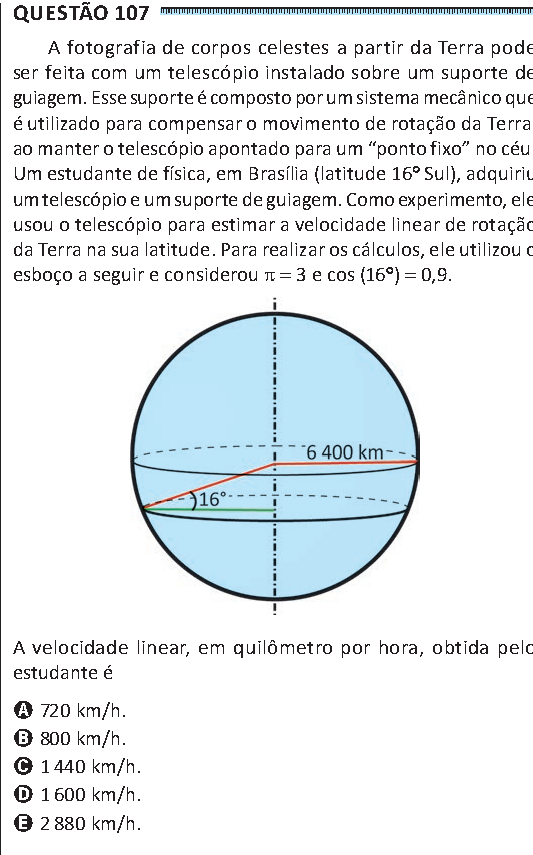 QUESTÃO 107
A fotografia de corpos celestes a partir da Terra pode
ser feita com um telescópio instalado sobre um suporte de
guiagem. Esse suporte é composto por um sistema mecânico que
é utilizado para compensar o movimento de rotação da Terra
ao manter o telescópio apontado para um “ponto fixo” no céu
Um estudante de física, em Brasília (latitude 16º Sul), adquiriu
um telescópio e um suporte de guiagem. Como experimento, ele
usou o telescópio para estimar a velocidade linear de rotação
da Terra na sua latitude. Para realizar os cálculos, ele utilizou o
esboço a seguir e considerou π = 3 e cos (16º) = 0,9.
6 400 km
16°
A velocidade linear, em quilômetro por hora, obtida pelo
estudante é
A 720 km/h.
B 800 km/h.
C 1 440 km/h.
D 1 600 km/h.
E 2 880 km/h.